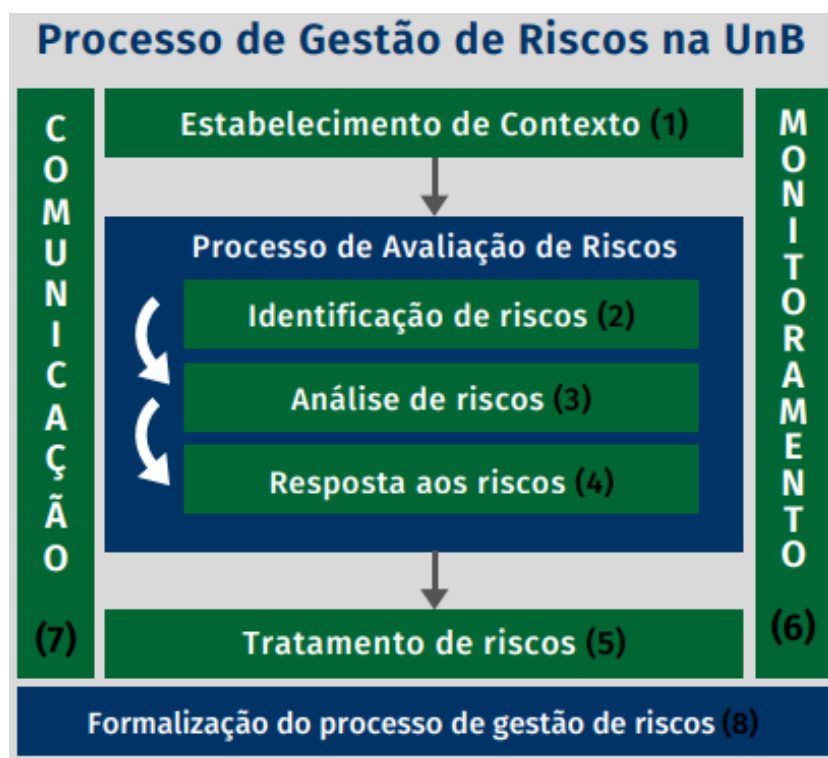 Processo de Gestão de Riscos na UnB
COMUNICAÇÃO
(7)
Estabelecimento de Contexto (1)
Processo de Avaliação de Riscos
Identificação de riscos (2)
Análise de riscos (3)
Resposta aos riscos (4)
Tratamento de riscos (5)
MONITORAMENTO
(6)
Formalização do processo de gestão de riscos (8)